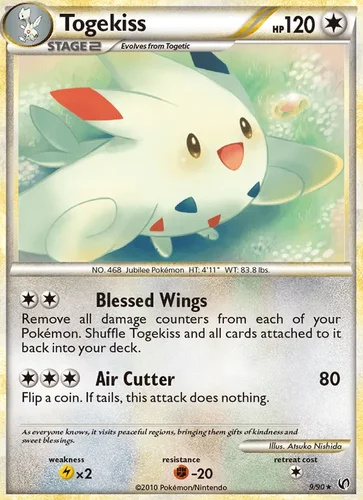 Togekiss
HP 120
STAGE 2
Evolves from Togetic
NO. 468 Jubilee Pokémon HT: 4'11" WT: 83.8 lbs.
Blessed Wings
Remove all damage counters from each of your
Pokémon. Shuffle Togekiss and all cards attached to it
back into your deck.
Air Cutter 80
Flip a coin. If tails, this attack does nothing.
As everyone knows, it visits peaceful regions, bringing them gifts of kindness and
sweet blessings.
Illus. Atsuko Nishida
weakness resistance retreat cost
×2 -20
9/90 ★
©2010 Pokémon/Nintendo